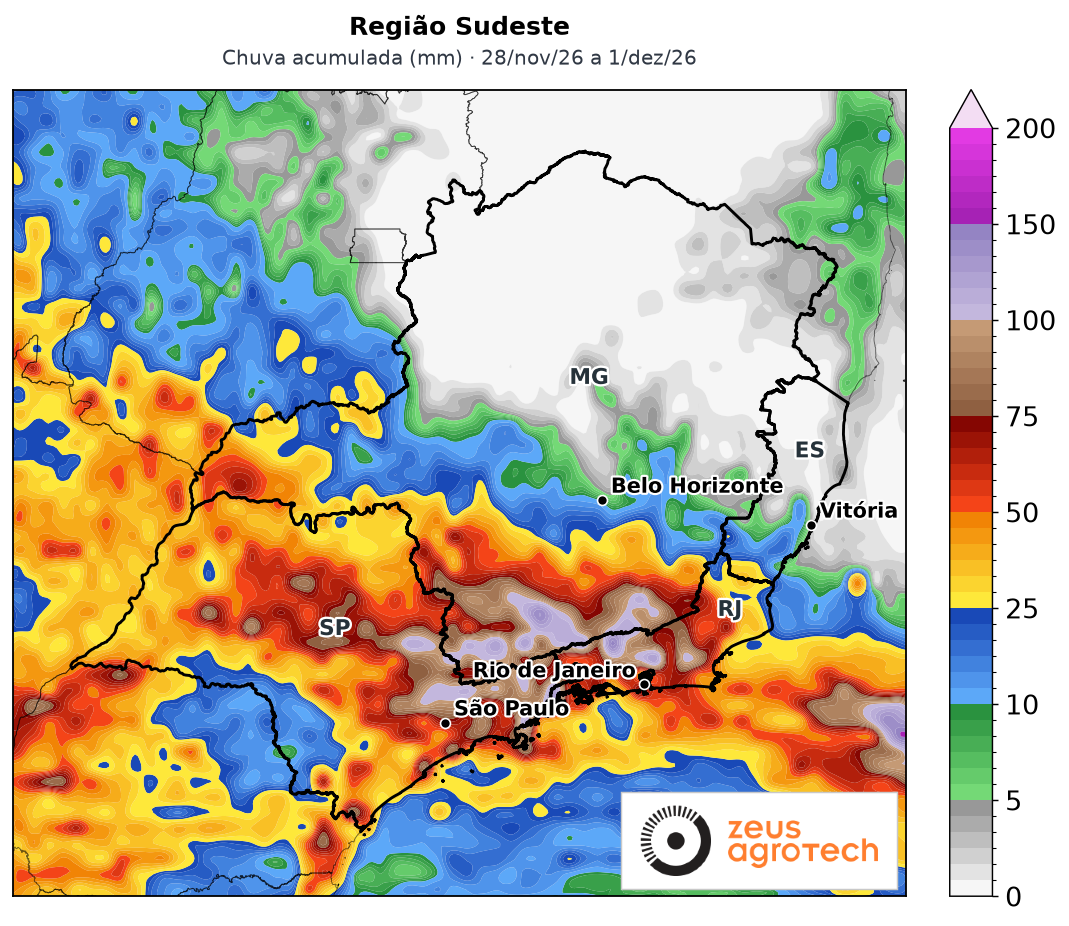 Região Sudeste
Chuva acumulada (mm) · 28/nov/26 a 1/dez/26
200
150
100
75
50
25
10
5
0
MG
ES
Belo Horizonte
Vitória
RJ
SP
Rio de Janeiro
São Paulo
zeus
agrotech